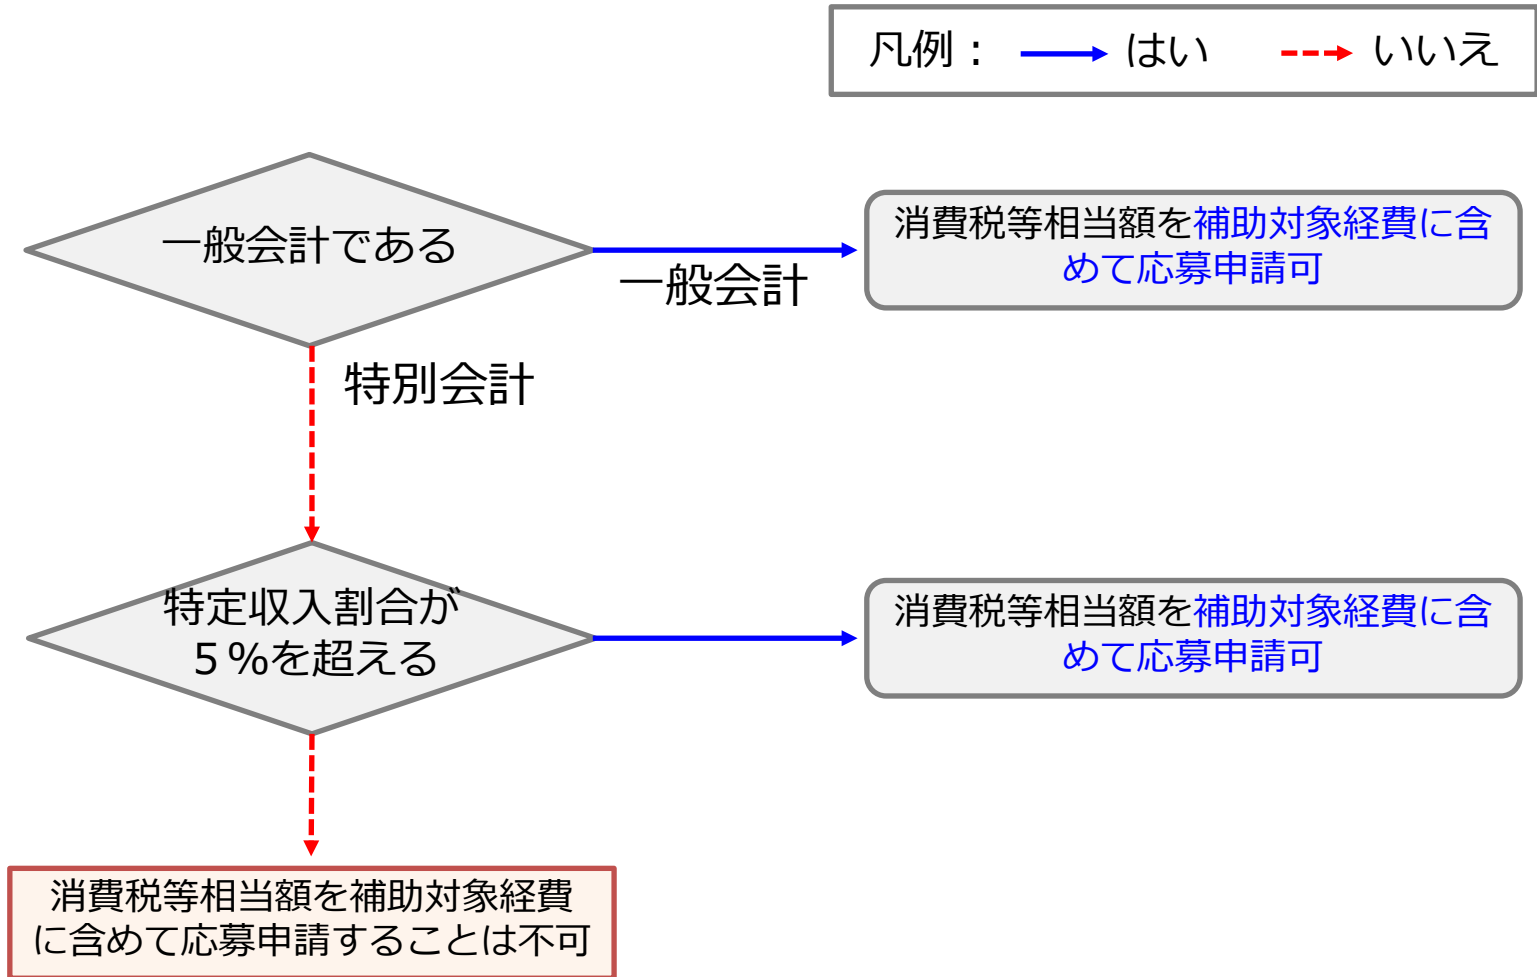 凡例： はい いいえ
一般会計である
一般会計
消費税等相当額を補助対象経費に含
めて応募申請可
特別会計
特定収入割合が
５%を超える
消費税等相当額を補助対象経費に含
めて応募申請可
消費税等相当額を補助対象経費
に含めて応募申請することは不可